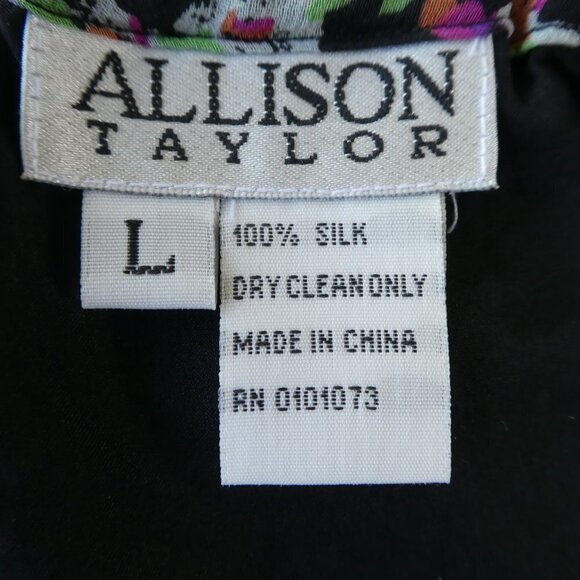 ALLISON
TAYLOR
L
100% SILK
DRY CLEAN ONLY
MADE IN CHINA
RN 0101073